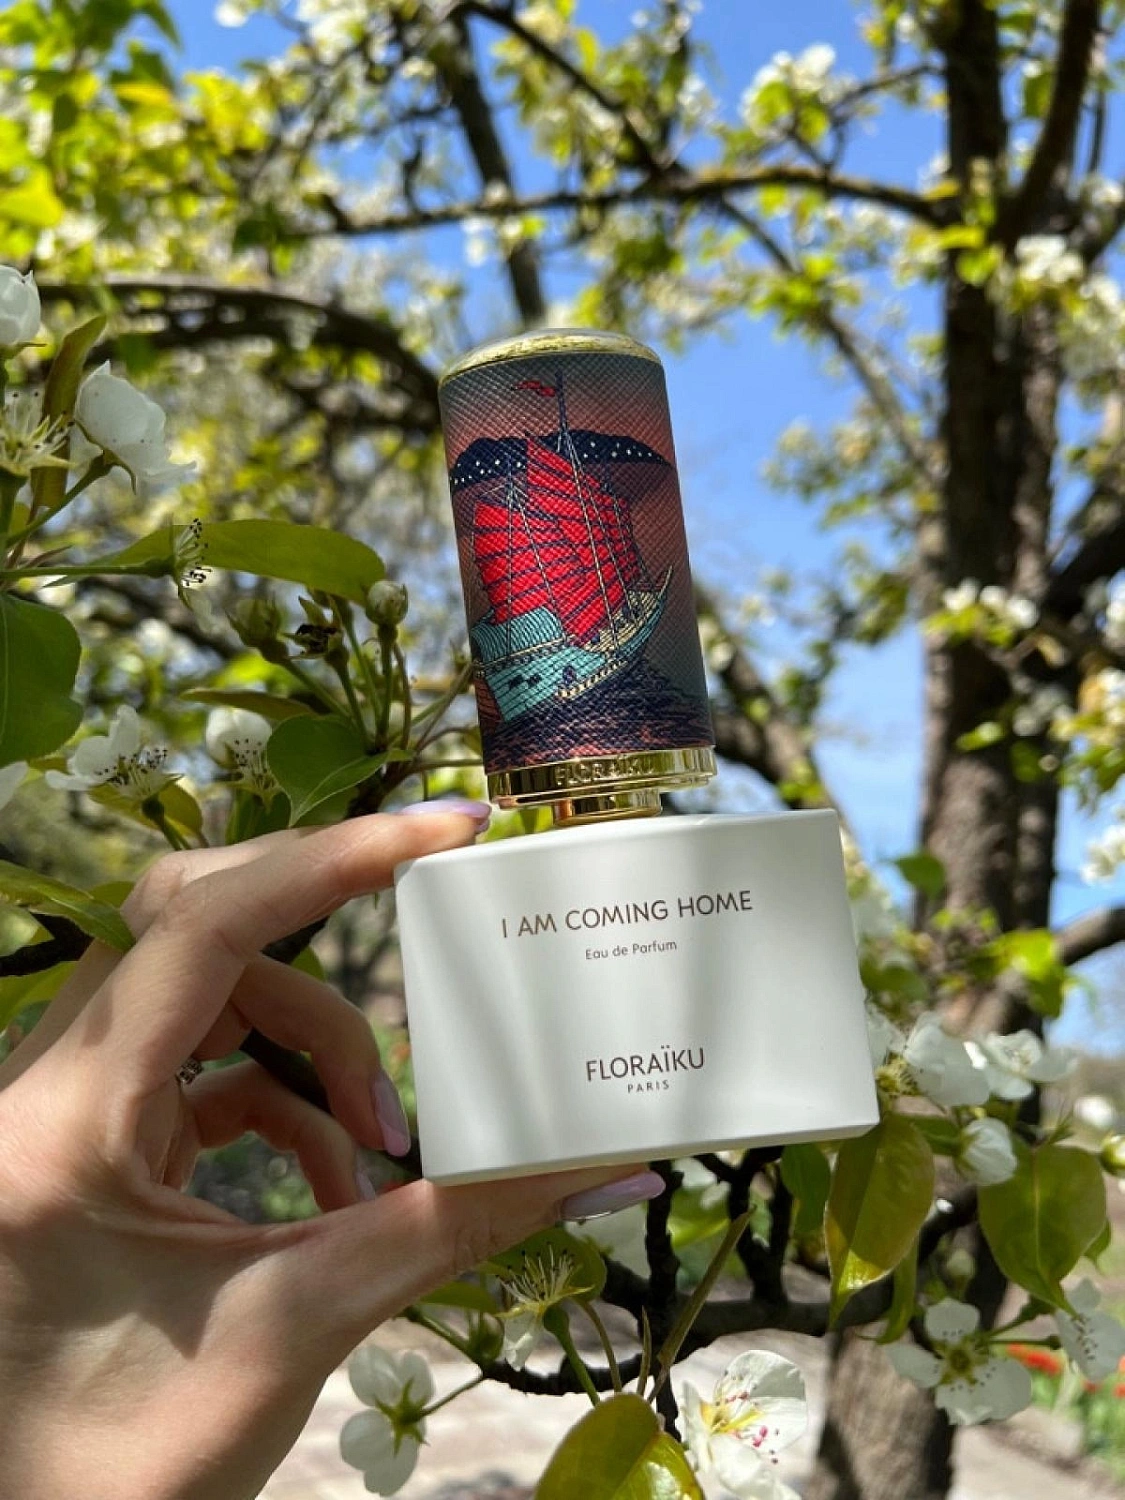 FLORAÏKU
I AM COMING HOME
Eau de Parfum
FLORAÏKU
PARIS